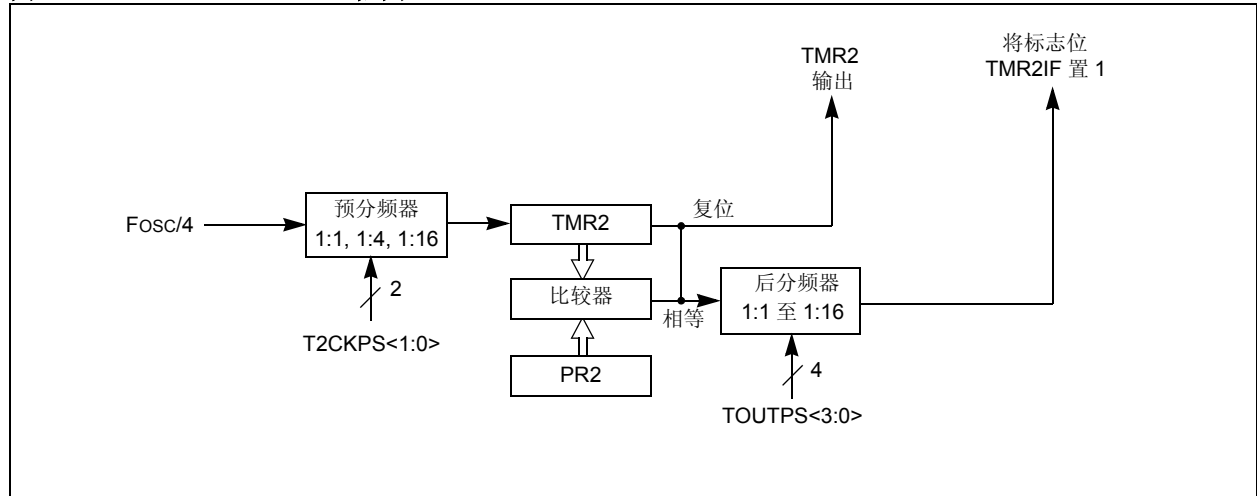 TMR2
输出
将标志位
TMR2IF 置 1
FOSC/4
预分频器
1:1, 1:4, 1:16
2
T2CKPS<1:0>
TMR2
复位
比较器
相等
PR2
后分频器
1:1 至 1:16
4
TOUTPS<3:0>